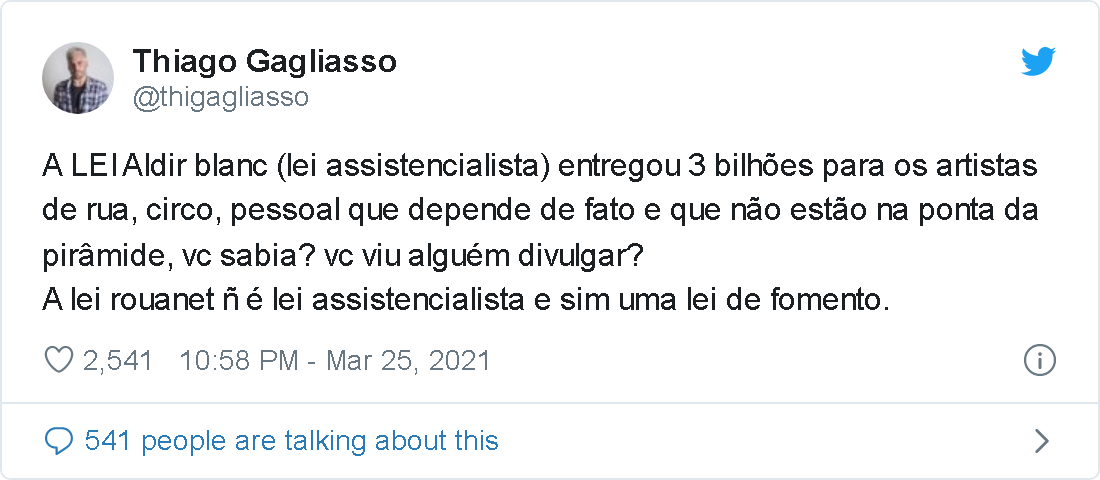 Thiago Gagliasso
@thigagliasso
A LEI Aldir blanc (lei assistencialista) entregou 3 bilhões para os artistas
de rua, circo, pessoal que depende de fato e que não estão na ponta da
pirâmide, vc sabia? vc viu alguém divulgar?
A lei rouanet ñ é lei assistencialista e sim uma lei de fomento.
2,541 10:58 PM - Mar 25, 2021
541 people are talking about this